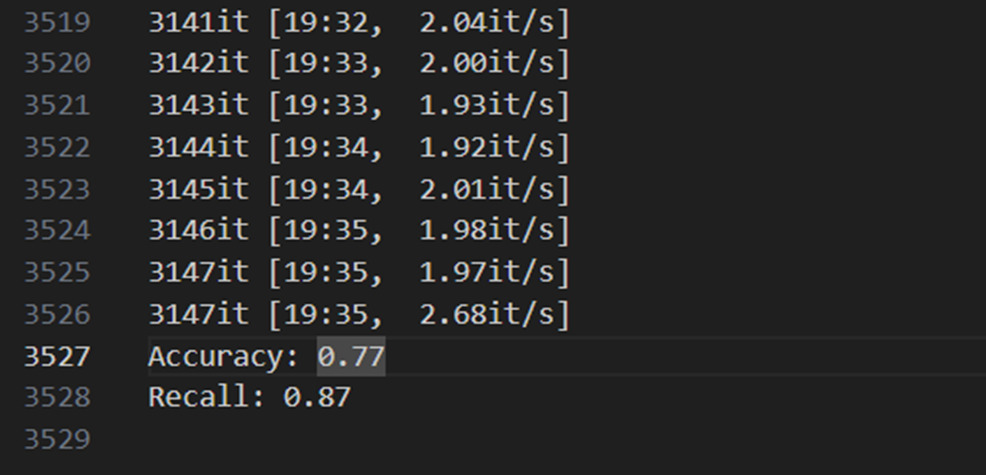 3519 3141it [19:32,  2.04it/s]
3520 3142it [19:33,  2.00it/s]
3521 3143it [19:33,  1.93it/s]
3522 3144it [19:34,  1.92it/s]
3523 3145it [19:34,  2.01it/s]
3524 3146it [19:35,  1.98it/s]
3525 3147it [19:35,  1.97it/s]
3526 3147it [19:35,  2.68it/s]
3527 Accuracy: 0.77
3528 Recall: 0.87
3529